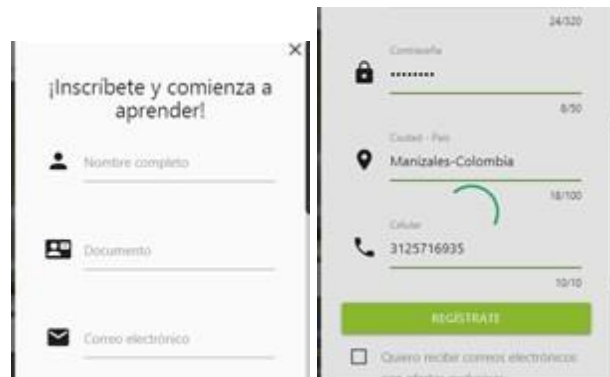 ¡Inscríbete y comienza a
aprender!
Nombre completo
Documento
Correo electrónico
24/320
Contraseña
••••••••
8/50
Ciudad - País
Manizales-Colombia
18/100
Celular
3125716935
10/10
REGÍSTRATE
Quiero recibir correos electrónicos